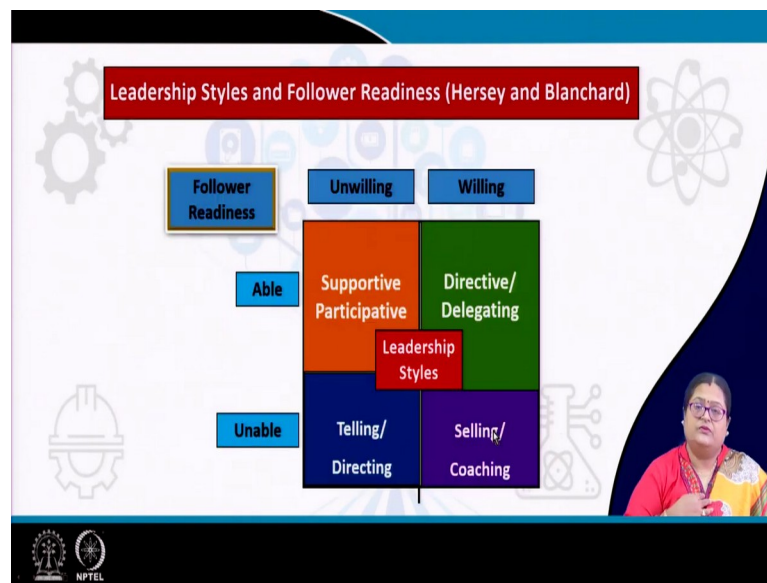 Leadership Styles and Follower Readiness (Hersey and Blanchard)
Follower
Readiness
Unwilling
Willing
Able
Supportive
Participative
Directive/
Delegating
Leadership
Styles
Unable
Telling/
Directing
Selling/
Coaching
NPTEL